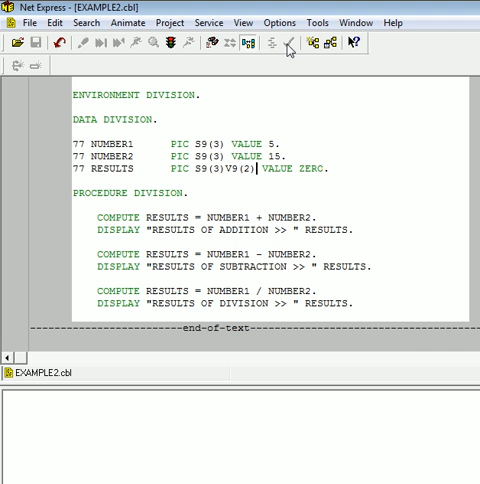 Net Express - [EXAMPLE2.cbl]
File Edit Search Animate Project Service View Options Tools Window Help
ENVIRONMENT DIVISION.
DATA DIVISION.
77 NUMBER1 PIC S9(3) VALUE 5.
77 NUMBER2 PIC S9(3) VALUE 15.
77 RESULTS PIC S9(3)V9(2) VALUE ZERO.
PROCEDURE DIVISION.
COMPUTE RESULTS = NUMBER1 + NUMBER2.
DISPLAY "RESULTS OF ADDITION >> " RESULTS.
COMPUTE RESULTS = NUMBER1 - NUMBER2.
DISPLAY "RESULTS OF SUBTRACTION >> " RESULTS.
COMPUTE RESULTS = NUMBER1 / NUMBER2.
DISPLAY "RESULTS OF DIVISION >> " RESULTS.
end-of-text
EXAMPLE2.cbl